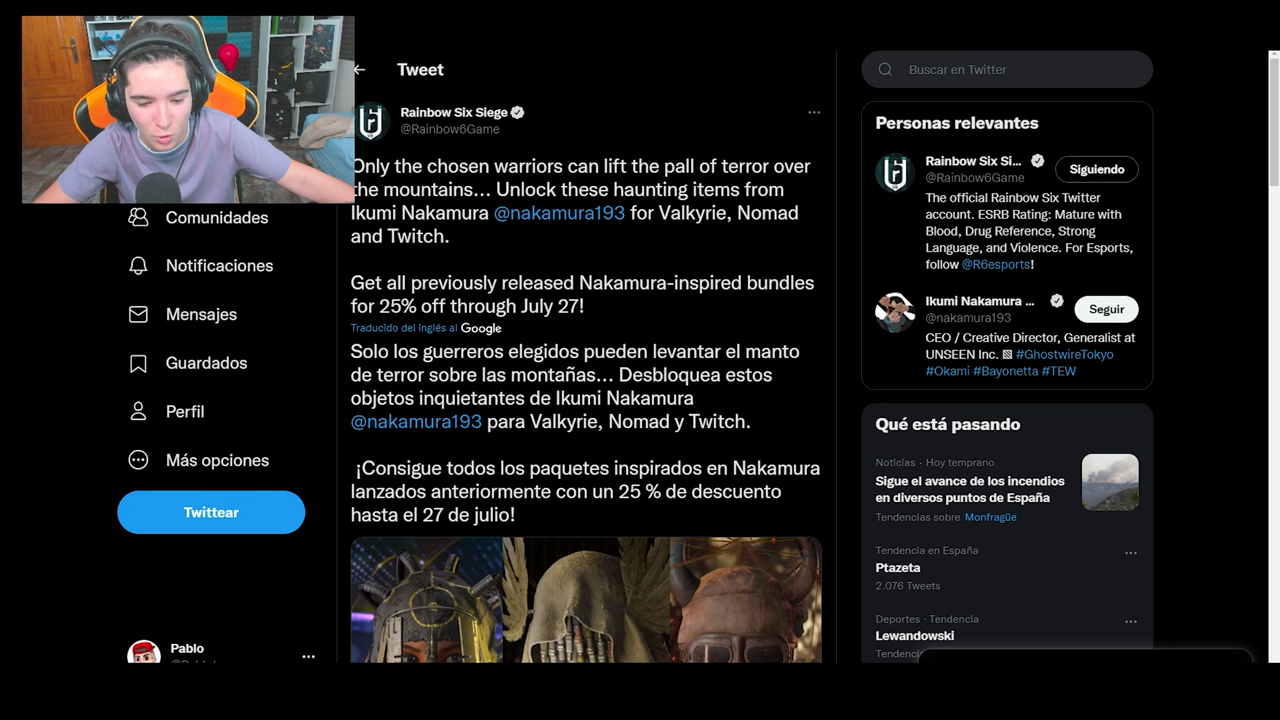 Tweet
Buscar en Twitter
Rainbow Six Siege
@Rainbow6Game
Only the chosen warriors can lift the pall of terror over
the mountains... Unlock these haunting items from
Ikumi Nakamura @nakamura193 for Valkyrie, Nomad
and Twitch.
Get all previously released Nakamura-inspired bundles
for 25% off through July 27!
Traducido del inglés al Google
Solo los guerreros elegidos pueden levantar el manto
de terror sobre las montañas... Desbloquea estos
objetos inquietantes de Ikumi Nakamura
@nakamura193 para Valkyrie, Nomad y Twitch.
¡Consigue todos los paquetes inspirados en Nakamura
lanzados anteriormente con un 25 % de descuento
hasta el 27 de julio!
Comunidades
Notificaciones
Mensajes
Guardados
Perfil
Más opciones
Twittear
Pablo
Personas relevantes
Rainbow Six Si...
@Rainbow6Game
Siguiendo
The official Rainbow Six Twitter
account. ESRB Rating: Mature with
Blood, Drug Reference, Strong
Language, and Violence. For Esports,
follow @R6esports!
Ikumi Nakamura ...
@nakamura193
Seguir
CEO / Creative Director, Generalist at
UNSEEN Inc. #GhostwireTokyo
#Okami #Bayonetta #TEW
Qué está pasando
Noticias · Hoy temprano
Sigue el avance de los incendios
en diversos puntos de España
Tendencias sobre Monfragüe
Tendencia en España
Ptazeta
2.076 Tweets
Deportes · Tendencia
Lewandowski